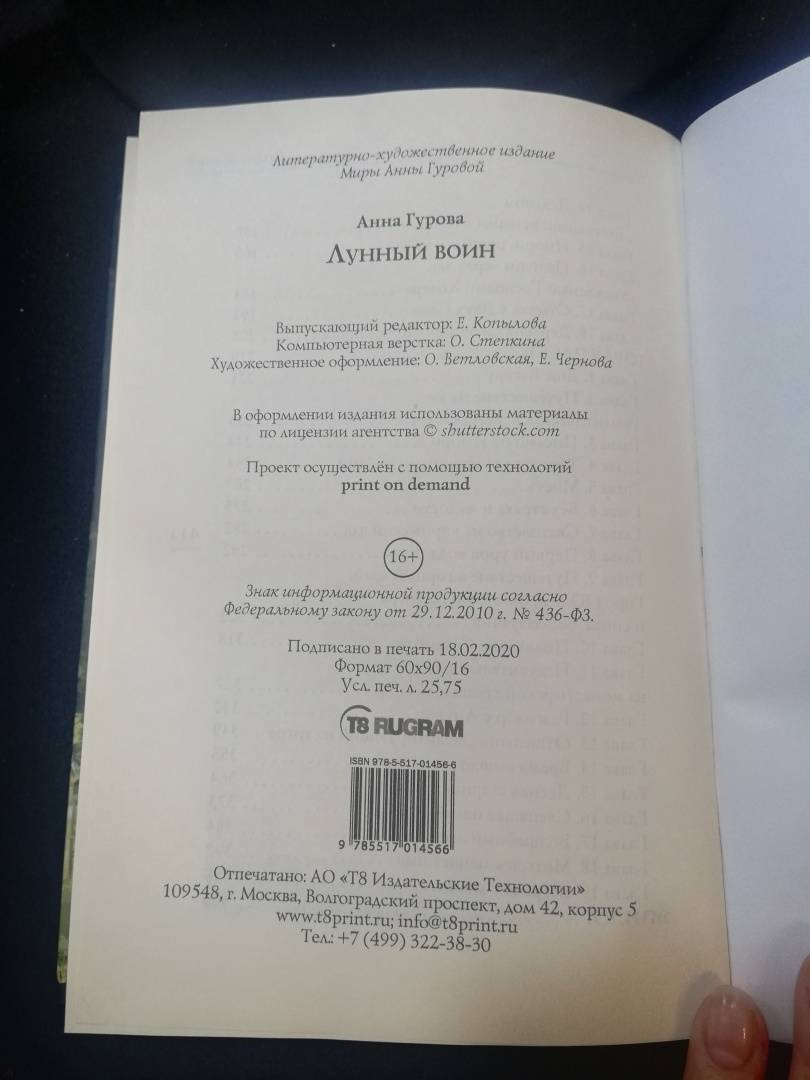 Литературно-художественное издание
Миры Анны Гуровой
Анна Гурова
Лунный воин
Выпускающий редактор: Е. Копылова
Компьютерная верстка: О. Степкина
Художественное оформление: О. Ветловская, Е. Чернова
В оформлении издания использованы материалы
по лицензии агентства © shutterstock.com
Проект осуществлён с помощью технологий
print on demand
16+
Знак информационной продукции согласно
Федеральному закону от 29.12.2010 г. № 436-ФЗ.
Подписано в печать 18.02.2020
Формат 60х90/16
Усл. печ. л. 25,75
T8 RUGRAM
ISBN 978-5-517-01456-6
9 785517 014566
Отпечатано: АО «Т8 Издательские Технологии»
109548, г. Москва, Волгоградский проспект, дом 42, корпус 5
www.t8print.ru; info@t8print.ru
Тел.: +7 (499) 322-38-30